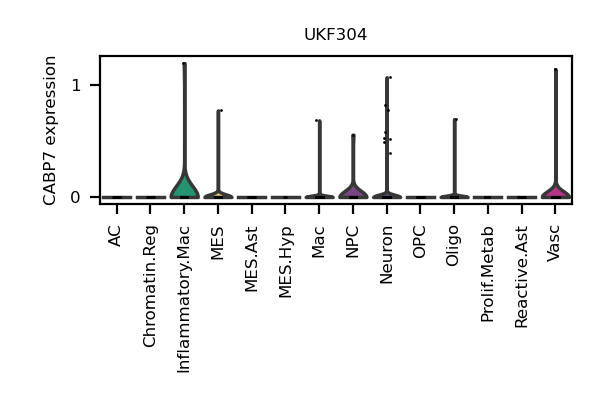 UKF304
CABP7 expression
1
0
AC
Chromatin.Reg
Inflammatory.Mac
MES
MES.Ast
MES.Hyp
Mac
NPC
Neuron
OPC
Oligo
Prolif.Metab
Reactive.Ast
Vasc